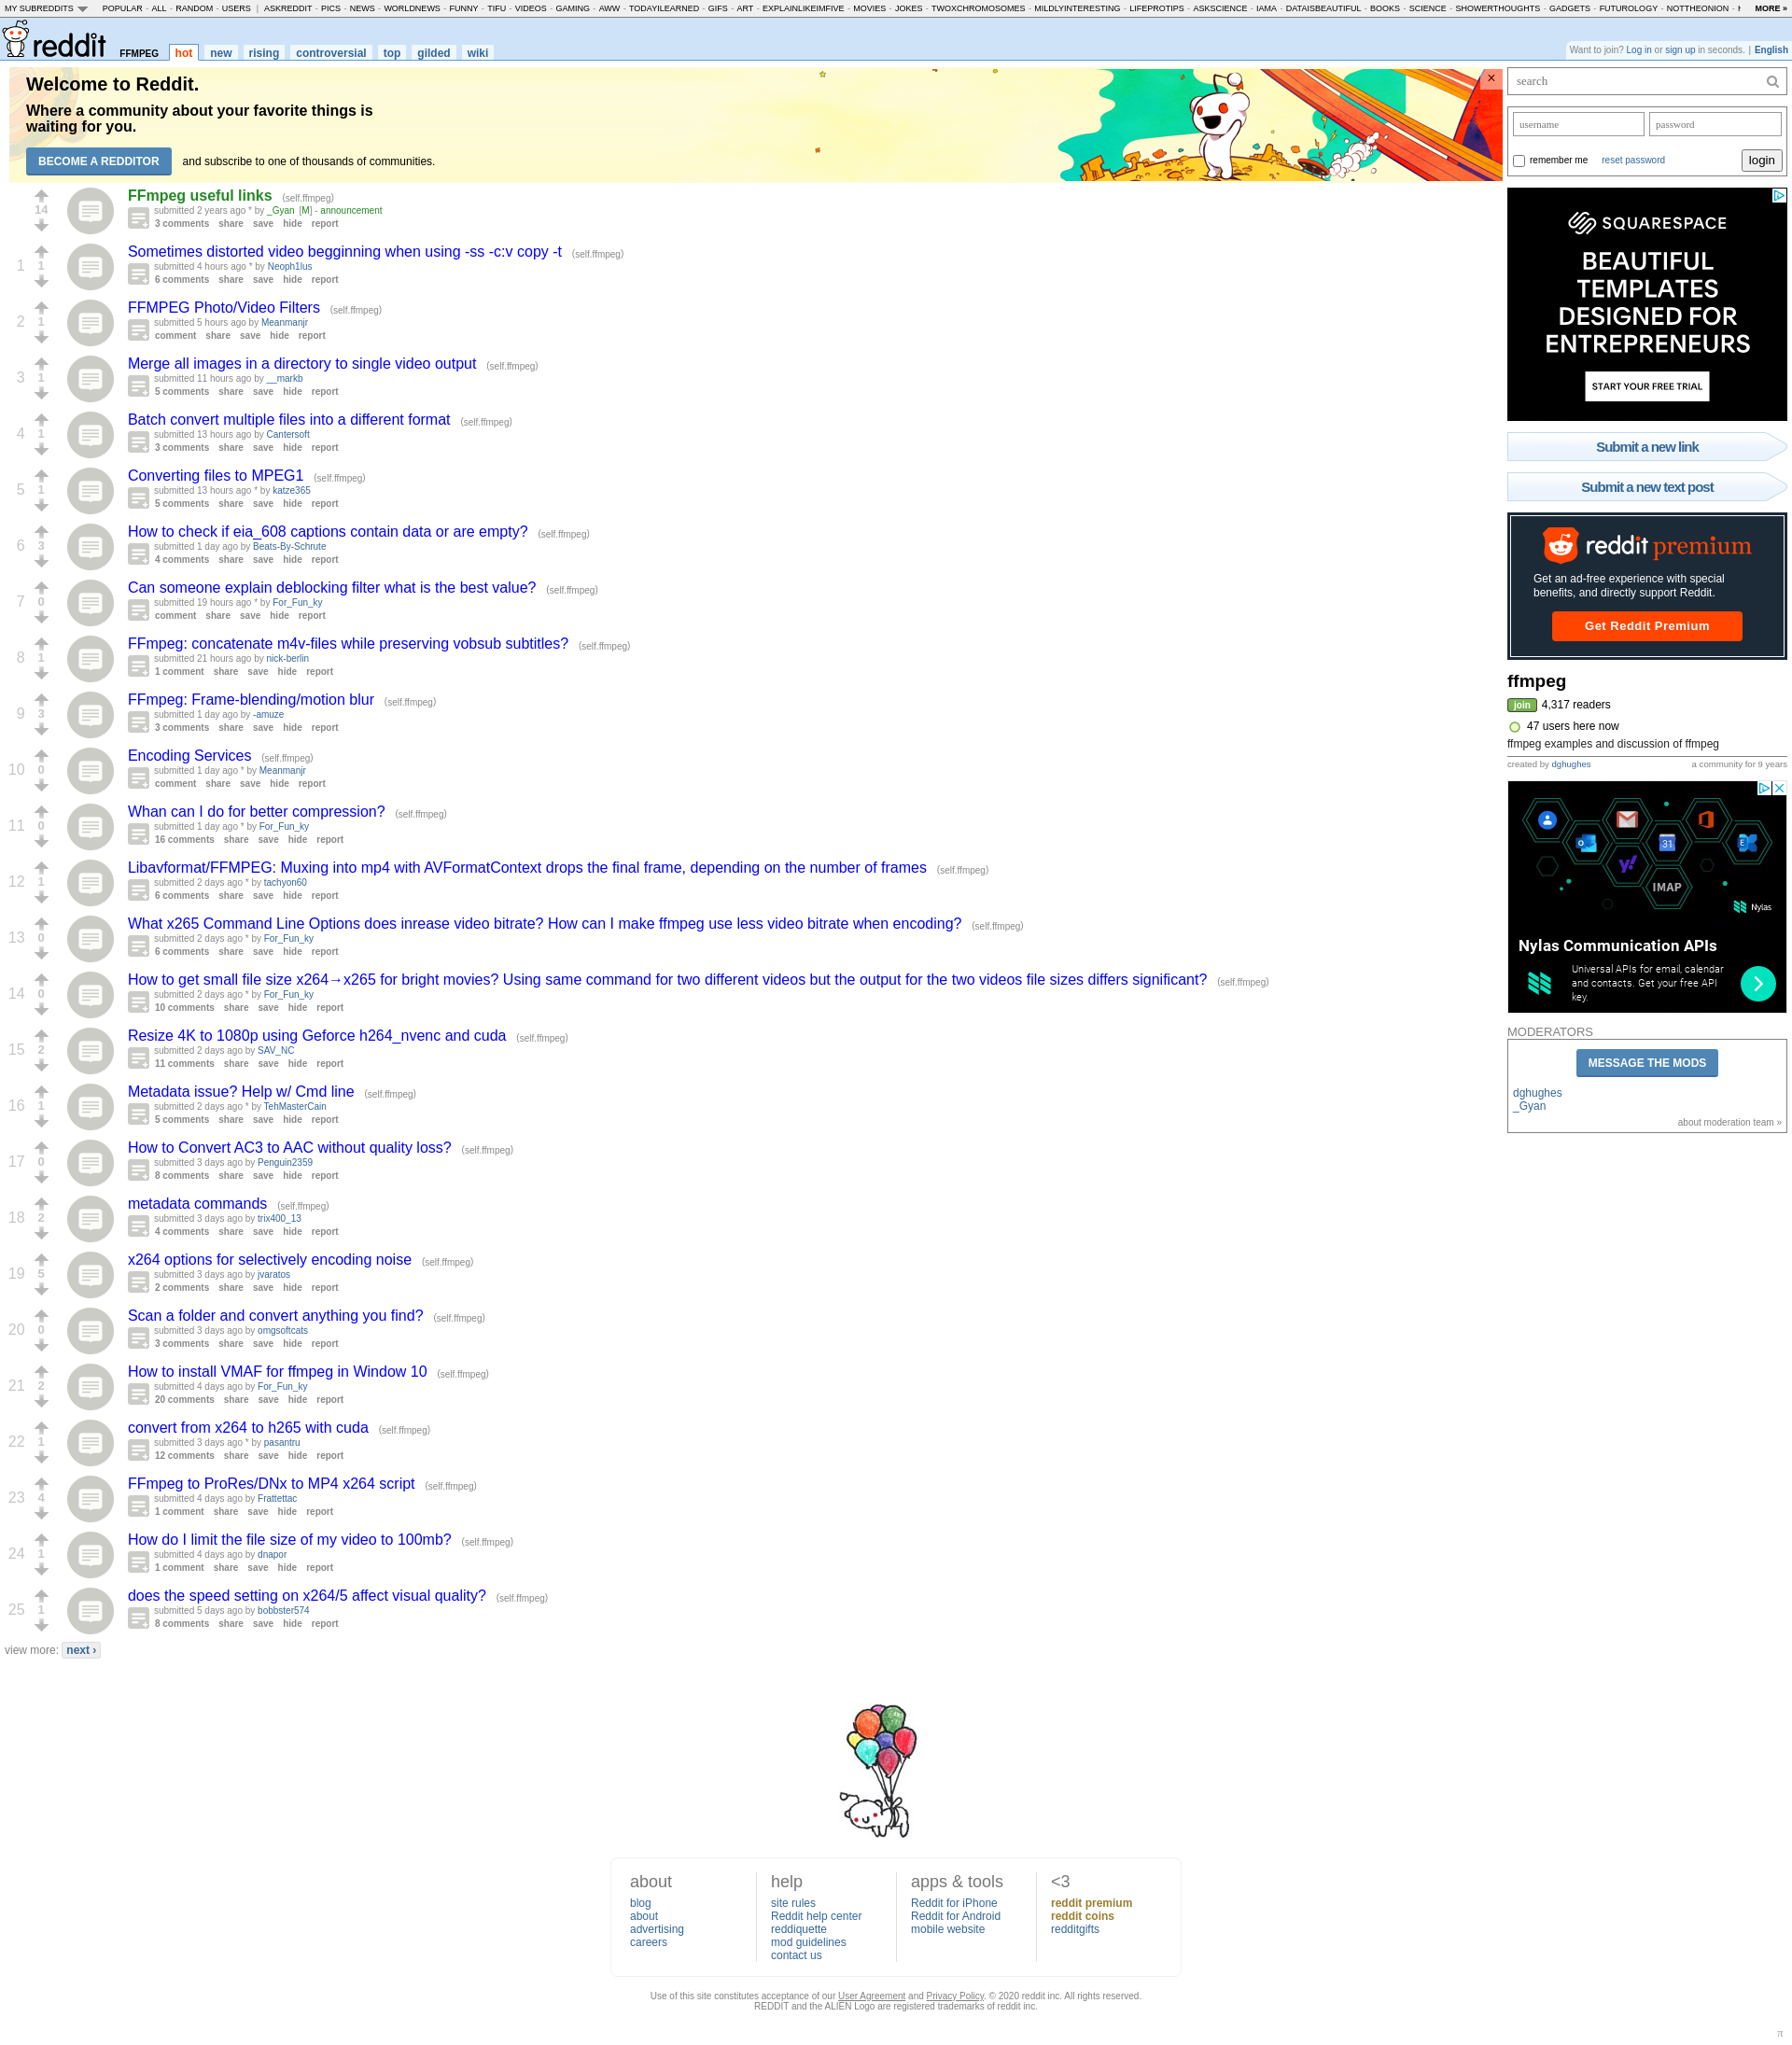 MY SUBREDDITS POPULAR - ALL - RANDOM - USERS | ASKREDDIT - PICS - NEWS - WORLDNEWS - FUNNY - TIFU - VIDEOS - GAMING - AWW - TODAYILEARNED - GIFS - ART - EXPLAINLIKEIMFIVE - MOVIES - JOKES - TWOXCHROMOSOMES - MILDLYINTERESTING - LIFEPROTIPS - ASKSCIENCE - IAMA - DATAISBEAUTIFUL - BOOKS - SCIENCE - SHOWERTHOUGHTS - GADGETS - FUTUROLOGY - NOTTHEONION - MORE »
reddit FFMPEG hot new rising controversial top gilded wiki
Want to join? Log in or sign up in seconds. | English
Welcome to Reddit.
Where a community about your favorite things is
waiting for you.
BECOME A REDDITOR and subscribe to one of thousands of communities.
×
14
FFmpeg useful links (self.ffmpeg)
submitted 2 years ago * by _Gyan [M] - announcement
3 comments share save hide report
1 1
Sometimes distorted video begginning when using -ss -c:v copy -t (self.ffmpeg)
submitted 4 hours ago * by Neoph1lus
6 comments share save hide report
2 1
FFMPEG Photo/Video Filters (self.ffmpeg)
submitted 5 hours ago by Meanmanjr
comment share save hide report
3 1
Merge all images in a directory to single video output (self.ffmpeg)
submitted 11 hours ago by __markb
5 comments share save hide report
4 1
Batch convert multiple files into a different format (self.ffmpeg)
submitted 13 hours ago by Cantersoft
3 comments share save hide report
5 1
Converting files to MPEG1 (self.ffmpeg)
submitted 13 hours ago * by katze365
5 comments share save hide report
6 3
How to check if eia_608 captions contain data or are empty? (self.ffmpeg)
submitted 1 day ago by Beats-By-Schrute
4 comments share save hide report
7 0
Can someone explain deblocking filter what is the best value? (self.ffmpeg)
submitted 19 hours ago * by For_Fun_ky
comment share save hide report
8 1
FFmpeg: concatenate m4v-files while preserving vobsub subtitles? (self.ffmpeg)
submitted 21 hours ago by nick-berlin
1 comment share save hide report
9 3
FFmpeg: Frame-blending/motion blur (self.ffmpeg)
submitted 1 day ago by -amuze
3 comments share save hide report
10 0
Encoding Services (self.ffmpeg)
submitted 1 day ago * by Meanmanjr
comment share save hide report
11 0
Whan can I do for better compression? (self.ffmpeg)
submitted 1 day ago * by For_Fun_ky
16 comments share save hide report
12 1
Libavformat/FFMPEG: Muxing into mp4 with AVFormatContext drops the final frame, depending on the number of frames (self.ffmpeg)
submitted 2 days ago * by tachyon60
6 comments share save hide report
13 0
What x265 Command Line Options does inrease video bitrate? How can I make ffmpeg use less video bitrate when encoding? (self.ffmpeg)
submitted 2 days ago * by For_Fun_ky
6 comments share save hide report
14 0
How to get small file size x264→x265 for bright movies? Using same command for two different videos but the output for the two videos file sizes differs significant? (self.ffmpeg)
submitted 2 days ago * by For_Fun_ky
10 comments share save hide report
15 2
Resize 4K to 1080p using Geforce h264_nvenc and cuda (self.ffmpeg)
submitted 2 days ago by SAV_NC
11 comments share save hide report
16 1
Metadata issue? Help w/ Cmd line (self.ffmpeg)
submitted 2 days ago * by TehMasterCain
5 comments share save hide report
17 0
How to Convert AC3 to AAC without quality loss? (self.ffmpeg)
submitted 3 days ago by Penguin2359
8 comments share save hide report
18 2
metadata commands (self.ffmpeg)
submitted 3 days ago by trix400_13
4 comments share save hide report
19 5
x264 options for selectively encoding noise (self.ffmpeg)
submitted 3 days ago by jvaratos
2 comments share save hide report
20 0
Scan a folder and convert anything you find? (self.ffmpeg)
submitted 3 days ago by omgsoftcats
3 comments share save hide report
21 2
How to install VMAF for ffmpeg in Window 10 (self.ffmpeg)
submitted 4 days ago by For_Fun_ky
20 comments share save hide report
22 1
convert from x264 to h265 with cuda (self.ffmpeg)
submitted 3 days ago * by pasantru
12 comments share save hide report
23 4
FFmpeg to ProRes/DNx to MP4 x264 script (self.ffmpeg)
submitted 4 days ago by Frattettac
1 comment share save hide report
24 1
How do I limit the file size of my video to 100mb? (self.ffmpeg)
submitted 4 days ago by dnapor
1 comment share save hide report
25 1
does the speed setting on x264/5 affect visual quality? (self.ffmpeg)
submitted 5 days ago by bobbster574
8 comments share save hide report
view more: next ›
search
username password
remember me reset password login
SQUARESPACE
BEAUTIFUL
TEMPLATES
DESIGNED FOR
ENTREPRENEURS
START YOUR FREE TRIAL
Submit a new link
Submit a new text post
reddit premium
Get an ad-free experience with special
benefits, and directly support Reddit.
Get Reddit Premium
ffmpeg
join 4,317 readers
47 users here now
ffmpeg examples and discussion of ffmpeg
created by dghughes a community for 9 years
31
IMAP
Nylas
Nylas Communication APIs
Universal APIs for email, calendar
and contacts. Get your free API
key.
MODERATORS
MESSAGE THE MODS
dghughes
_Gyan
about moderation team »
about
blog
about
advertising
careers
help
site rules
Reddit help center
reddiquette
mod guidelines
contact us
apps & tools
Reddit for iPhone
Reddit for Android
mobile website
<3
reddit premium
reddit coins
redditgifts
Use of this site constitutes acceptance of our User Agreement and Privacy Policy. © 2020 reddit inc. All rights reserved.
REDDIT and the ALIEN Logo are registered trademarks of reddit inc.
π